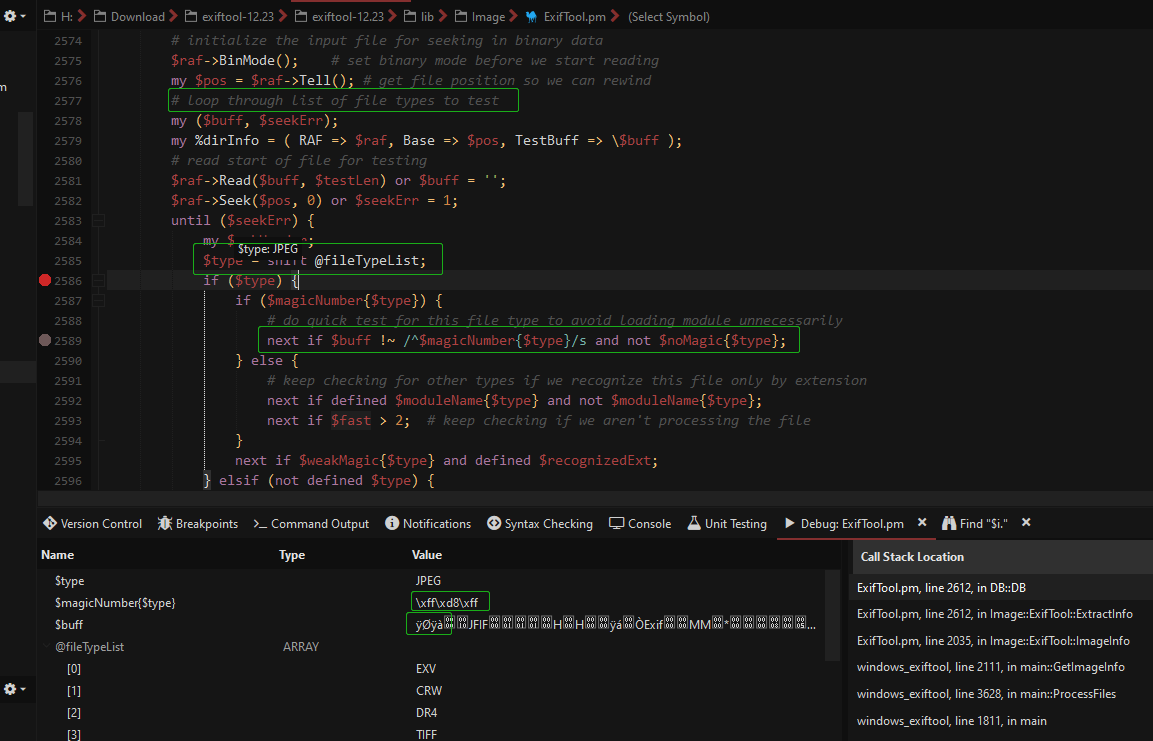 H: Download exiftool-12.23 exiftool-12.23 lib Image ExifTool.pm (Select Symbol)
2574 # initialize the input file for seeking in binary data
2575 $raf->BinMode(); # set binary mode before we start reading
2576 my $pos = $raf->Tell(); # get file position so we can rewind
m
2577 # loop through list of file types to test
2578 my ($buff, $seekErr);
2579 my %dirInfo = ( RAF => $raf, Base => $pos, TestBuff => \$buff );
2580 # read start of file for testing
2581 $raf->Read($buff, $testLen) or $buff = '';
2582 $raf->Seek($pos, 0) or $seekErr = 1;
2583 until ($seekErr) {
2584 my $
$type: JPEG
2585 $type = shift @fileTypeList;
2586 if ($type) {
2587 if ($magicNumber{$type}) {
2588 # do quick test for this file type to avoid loading module unnecessarily
2589 next if $buff !~ /^$magicNumber{$type}/s and not $noMagic{$type};
2590 } else {
2591 # keep checking for other types if we recognize this file only by extension
2592 next if defined $moduleName{$type} and not $moduleName{$type};
2593 next if $fast > 2; # keep checking if we aren't processing the file
2594 }
2595 next if $weakMagic{$type} and defined $recognizedExt;
2596 } elsif (not defined $type) {
Version Control Breakpoints Command Output Notifications Syntax Checking Console Unit Testing Debug: ExifTool.pm Find "$i."
Name Type Value
$type JPEG
$magicNumber{$type} \xff\xd8\xff
$buff ÿØÿà JFIF H H ÿá ÒExif MM * ...
@fileTypeList ARRAY
[0] EXV
[1] CRW
[2] DR4
[3] TIFF
Call Stack Location
ExifTool.pm, line 2612, in DB::DB
ExifTool.pm, line 2612, in Image::ExifTool::ExtractInfo
ExifTool.pm, line 2035, in Image::ExifTool::ImageInfo
windows_exiftool, line 2111, in main::GetImageInfo
windows_exiftool, line 3628, in main::ProcessFiles
windows_exiftool, line 1811, in main